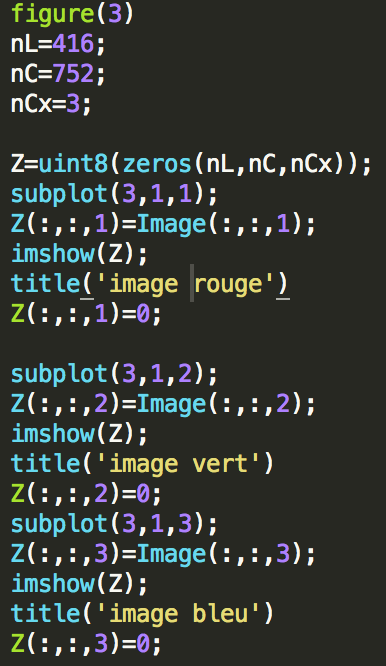 figure(3)
nL=416;
nC=752;
nCx=3;
Z=uint8(zeros(nL,nC,nCx));
subplot(3,1,1);
Z(:,:,1)=Image(:,:,1);
imshow(Z);
title('image rouge')
Z(:,:,1)=0;
subplot(3,1,2);
Z(:,:,2)=Image(:,:,2);
imshow(Z);
title('image vert')
Z(:,:,2)=0;
subplot(3,1,3);
Z(:,:,3)=Image(:,:,3);
imshow(Z);
title('image bleu')
Z(:,:,3)=0;